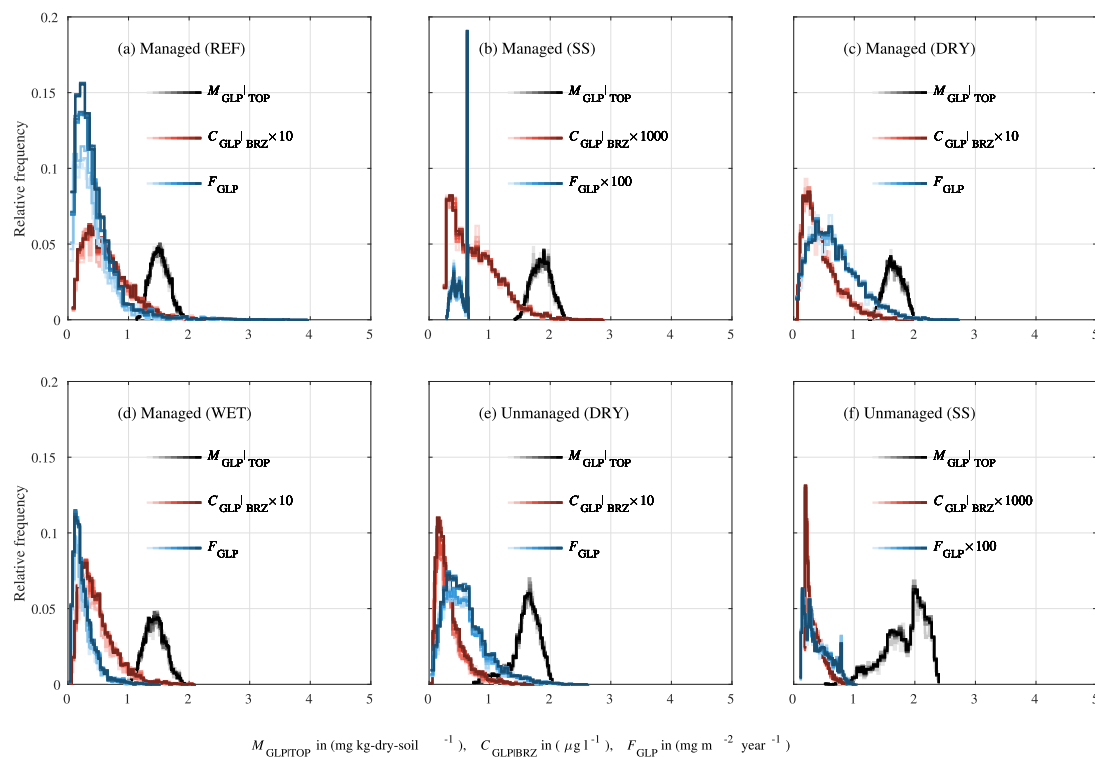 (a) Managed (REF)
M GLP| TOP
C GLP| BRZ ×10
F GLP
Relative frequency
0.2
0.15
0.1
0.05
0
0 1 2 3 4 5
(b) Managed (SS)
M GLP| TOP
C GLP| BRZ ×1000
F GLP ×100
0 1 2 3 4 5
(c) Managed (DRY)
M GLP| TOP
C GLP| BRZ ×10
F GLP
0 1 2 3 4 5
(d) Managed (WET)
M GLP| TOP
C GLP| BRZ ×10
F GLP
Relative frequency
0.2
0.15
0.1
0.05
0
0 1 2 3 4 5
(e) Unmanaged (DRY)
M GLP| TOP
C GLP| BRZ ×10
F GLP
0 1 2 3 4 5
(f) Unmanaged (SS)
M GLP| TOP
C GLP| BRZ ×1000
F GLP ×100
0 1 2 3 4 5
M GLP|TOP in (mg kg-dry-soil -1), C GLP|BRZ in ( μg l-1), F GLP in (mg m -2 year -1 )